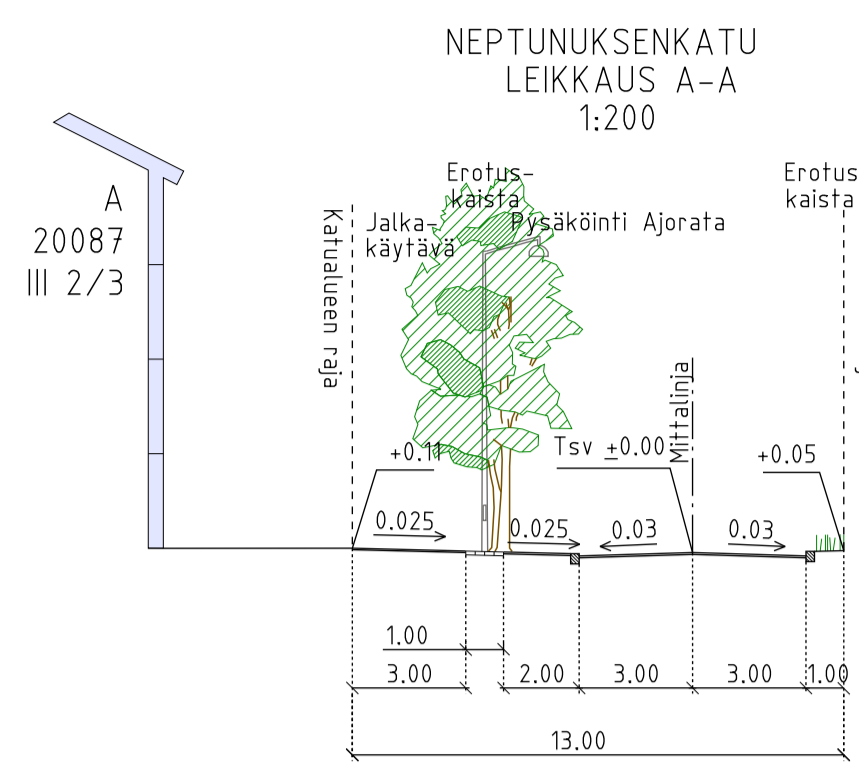 NEPTUNUKSENKATU
LEIKKAUS A-A
1:200
A
20087
III 2/3
Katualueen raja
Jalka-
käytävä
Erotus-
kaista
Pysäköinti Ajorata
Erotus
kaista
Mittalinja
+0.11
Tsv ±0.00
+0.05
0.025
0.025
0.03
0.03
1.00
3.00
2.00
3.00
3.00
1.00
13.00